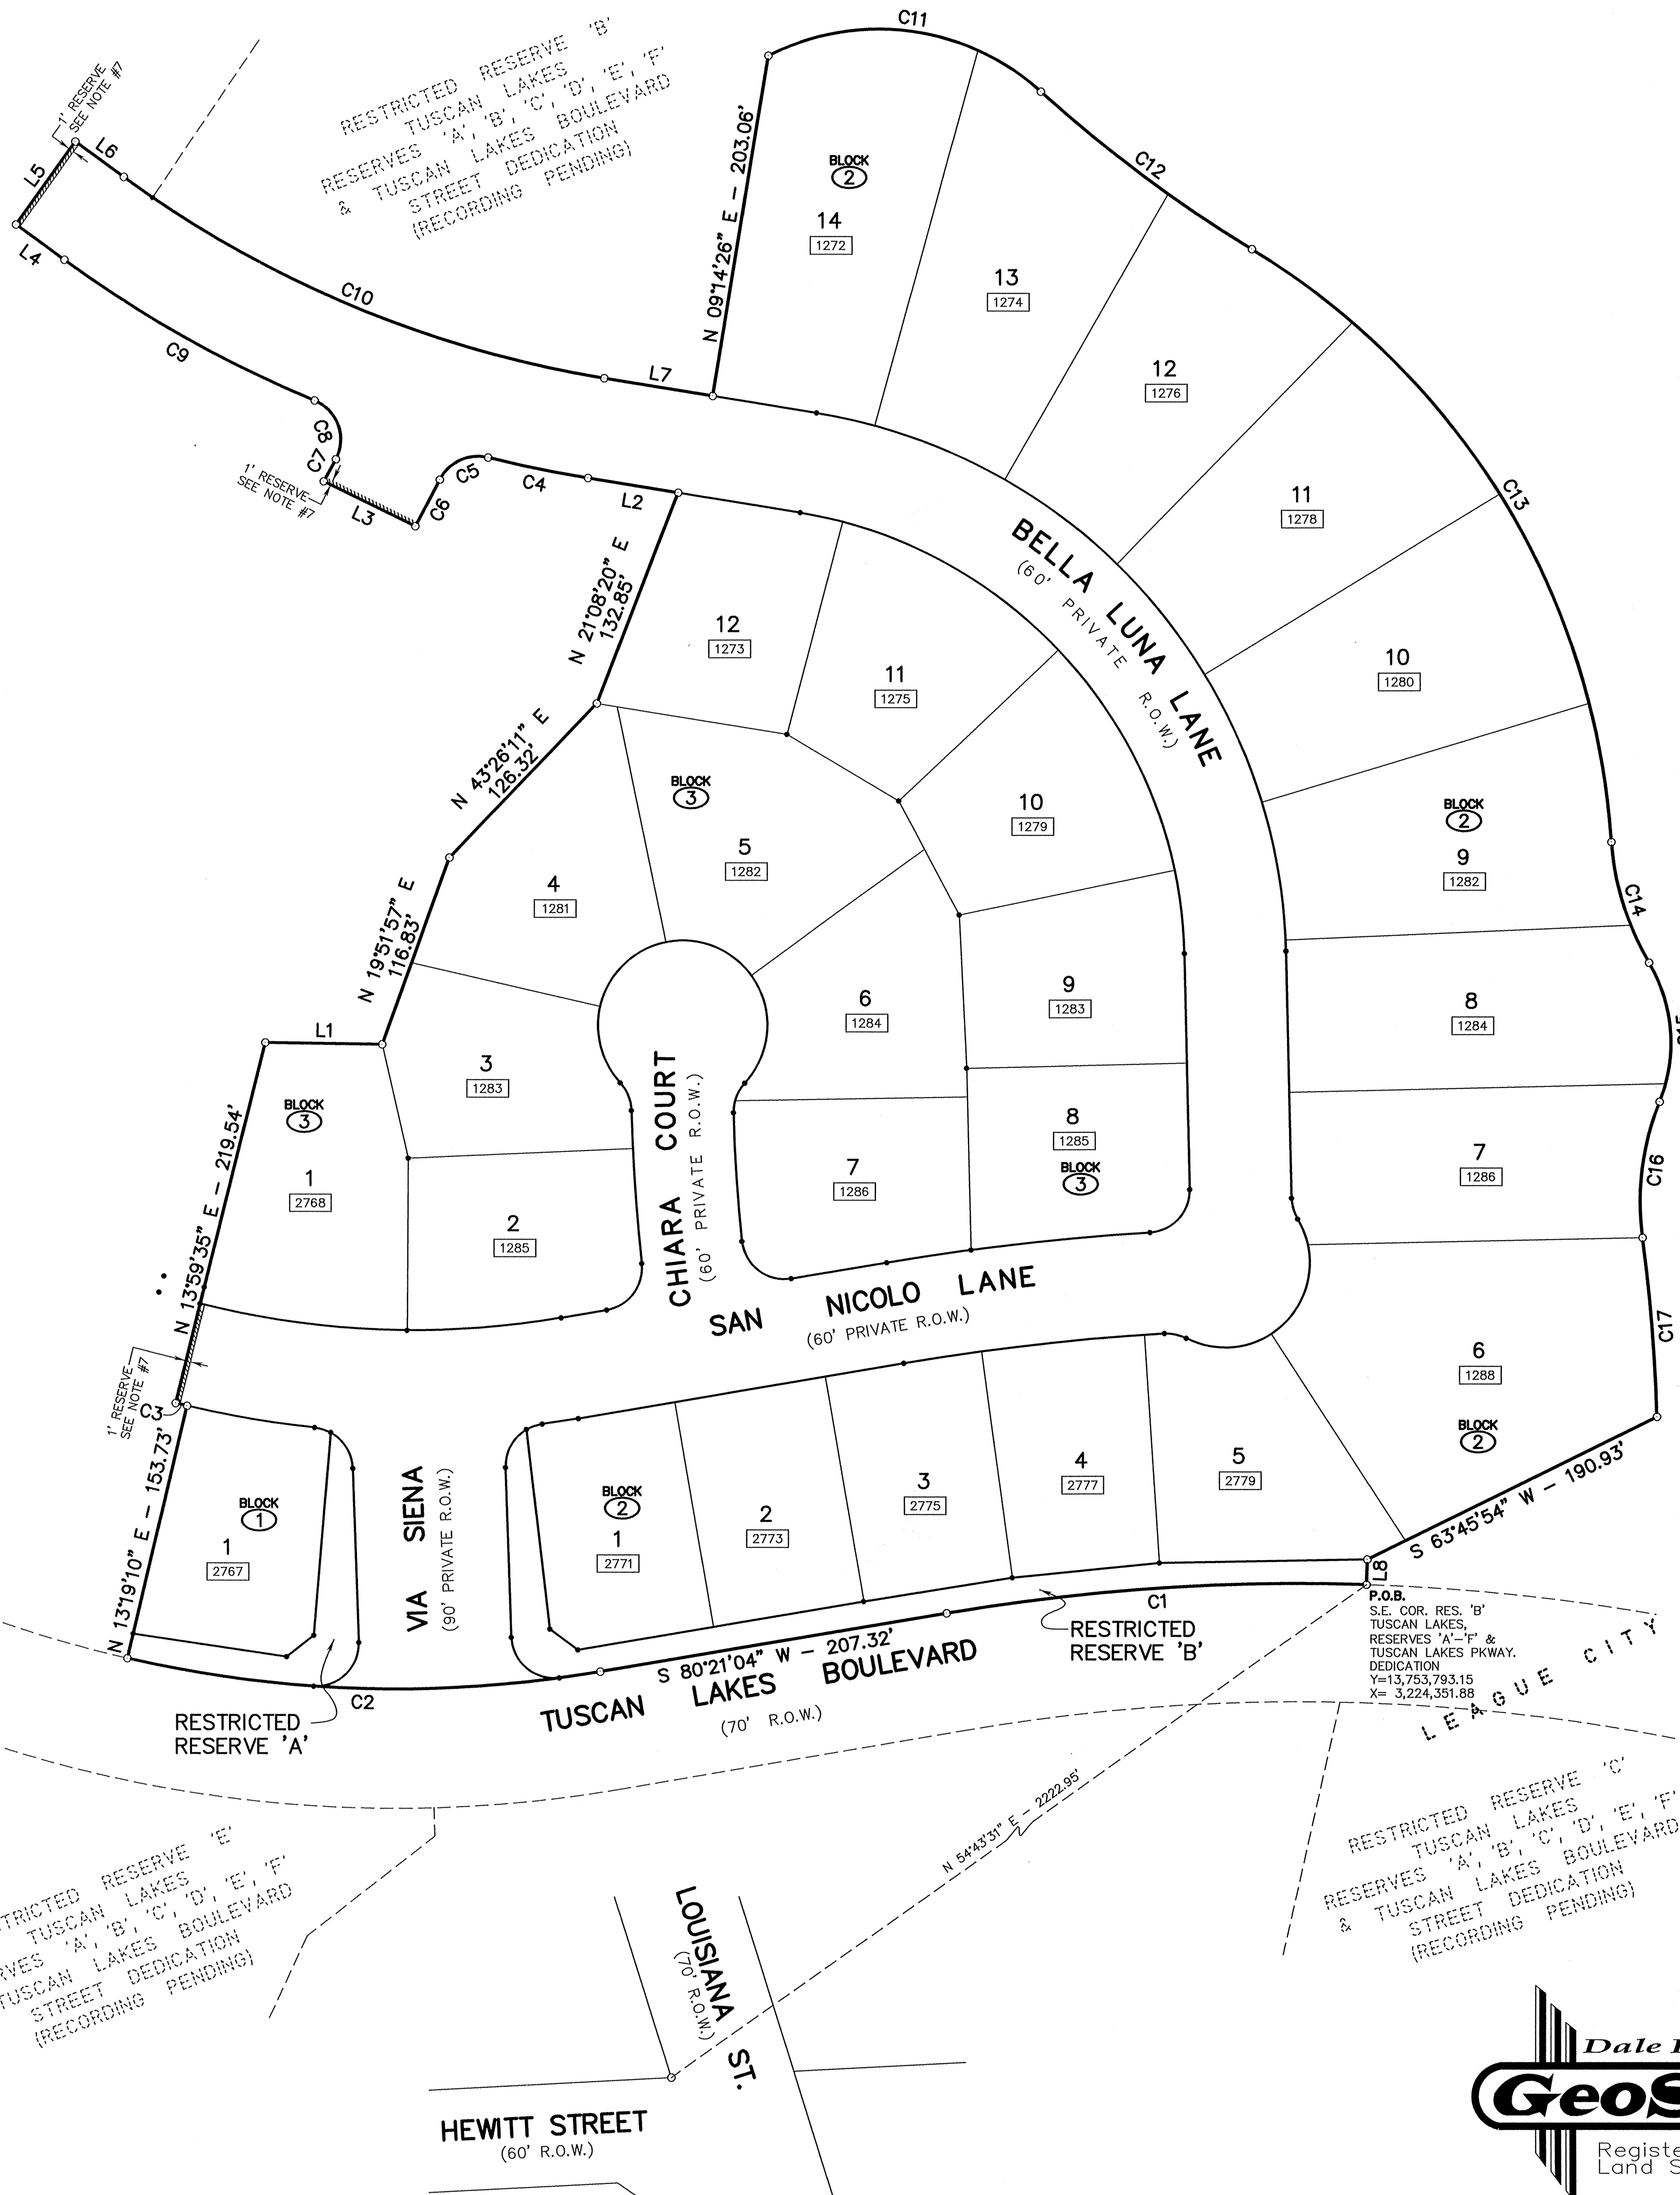 C11
1' RESERVE
SEE NOTE #7
L6
L5
L4
RESTRICTED RESERVE 'B'
TUSCAN LAKES
RESERVES 'A', 'B', 'C', 'D', 'E', 'F'
& TUSCAN LAKES BOULEVARD
STREET DEDICATION
(RECORDING PENDING)
N 09°14'26" E - 203.06'
BLOCK
2
14
1272
C12
13
1274
C10
C9
L7
12
1276
C8
C7
1' RESERVE
SEE NOTE #7
L3
C6
C5
C4
L2
11
1278
C13
BELLA LUNA LANE
(60' PRIVATE R.O.W.)
N 21°08'20" E
132.85'
12
1273
11
1275
10
1280
N 43°26'11" E
126.32'
BLOCK
3
5
1282
10
1279
BLOCK
2
9
1282
C14
4
1281
N 19°51'57" E
116.83'
6
1284
9
1283
8
1284
L1
3
1283
BLOCK
3
1
2768
N 13°59'35" E - 219.54'
CHIARA COURT
(60' PRIVATE R.O.W.)
2
1285
7
1286
8
1285
BLOCK
3
7
1286
C16
SAN NICOLO LANE
(60' PRIVATE R.O.W.)
C17
6
1288
BLOCK
2
1' RESERVE
SEE NOTE #7
C3
N 13°19'10" E - 153.73'
BLOCK
1
1
2767
VIA SIENA
(90' PRIVATE R.O.W.)
BLOCK
2
1
2771
2
2773
3
2775
4
2777
5
2779
S 63°45'54" W - 190.93'
L8
C1
RESTRICTED
RESERVE 'B'
S 80°21'04" W - 207.32'
TUSCAN LAKES BOULEVARD
(70' R.O.W.)
C2
RESTRICTED
RESERVE 'A'
P.O.B.
S.E. COR. RES. 'B'
TUSCAN LAKES,
RESERVES 'A'-'F' &
TUSCAN LAKES PKWAY.
DEDICATION
Y=13,753,793.15
X= 3,224,351.88
LEAGUE CITY
N 54°43'31" E - 2222.95'
RESTRICTED RESERVE 'C'
TUSCAN LAKES
RESERVES 'A', 'B', 'C', 'D', 'E', 'F'
& TUSCAN LAKES BOULEVARD
STREET DEDICATION
(RECORDING PENDING)
RESERVE 'E'
TUSCAN LAKES
'A', 'B', 'C', 'D', 'E', 'F'
TUSCAN LAKES BOULEVARD
STREET DEDICATION
(RECORDING PENDING)
LOUISIANA ST.
(70' R.O.W.)
HEWITT STREET
(60' R.O.W.)
Dale
GeoS
Registe
Land S